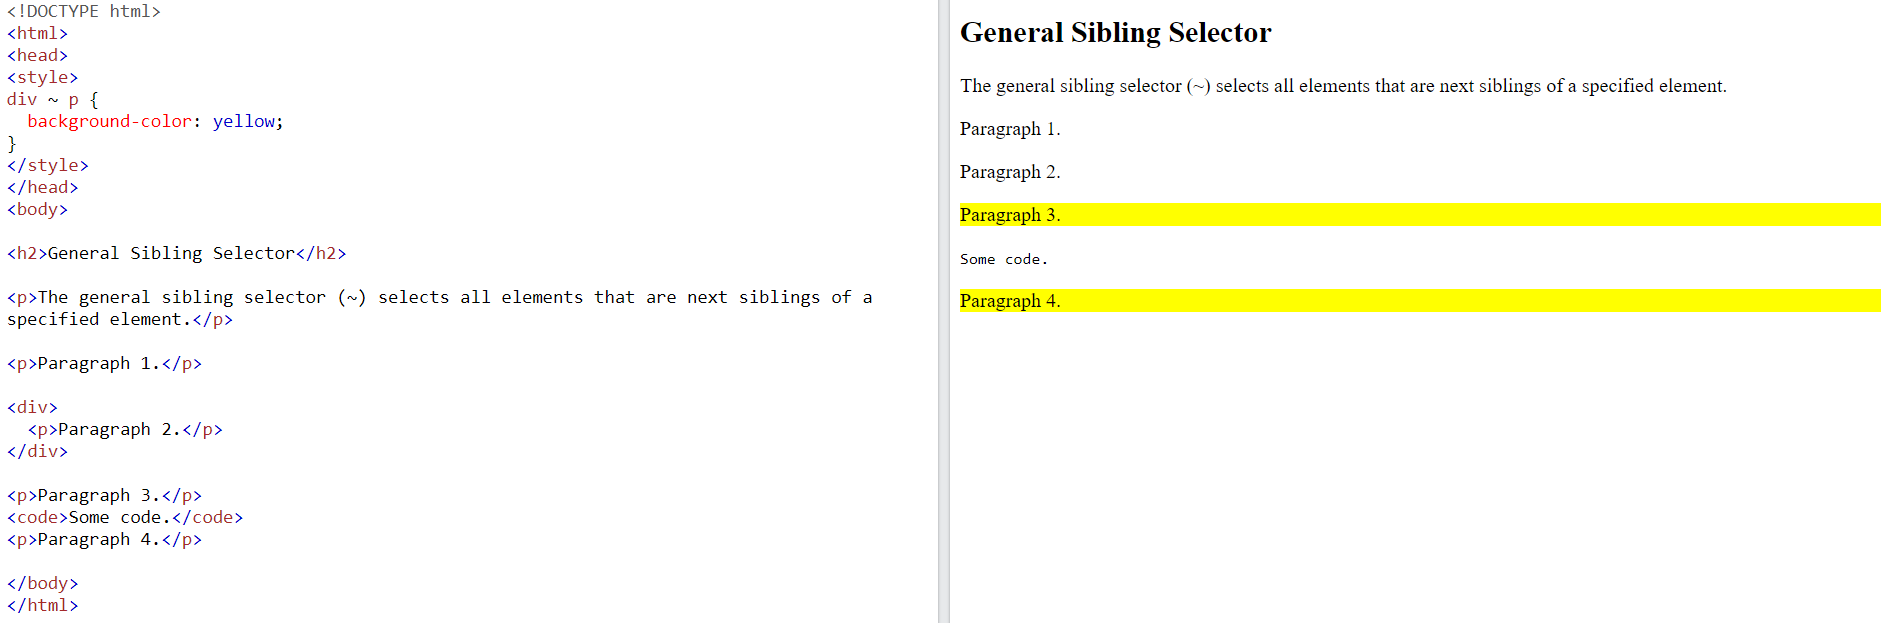 <!DOCTYPE html>
<html>
<head>
<style>
div ~ p {
  background-color: yellow;
}
</style>
</head>
<body>
<h2>General Sibling Selector</h2>
<p>The general sibling selector (~) selects all elements that are next siblings of a
specified element.</p>
<p>Paragraph 1.</p>
<div>
  <p>Paragraph 2.</p>
</div>
<p>Paragraph 3.</p>
<code>Some code.</code>
<p>Paragraph 4.</p>
</body>
</html>
General Sibling Selector
The general sibling selector (~) selects all elements that are next siblings of a specified element.
Paragraph 1.
Paragraph 2.
Paragraph 3.
Some code.
Paragraph 4.